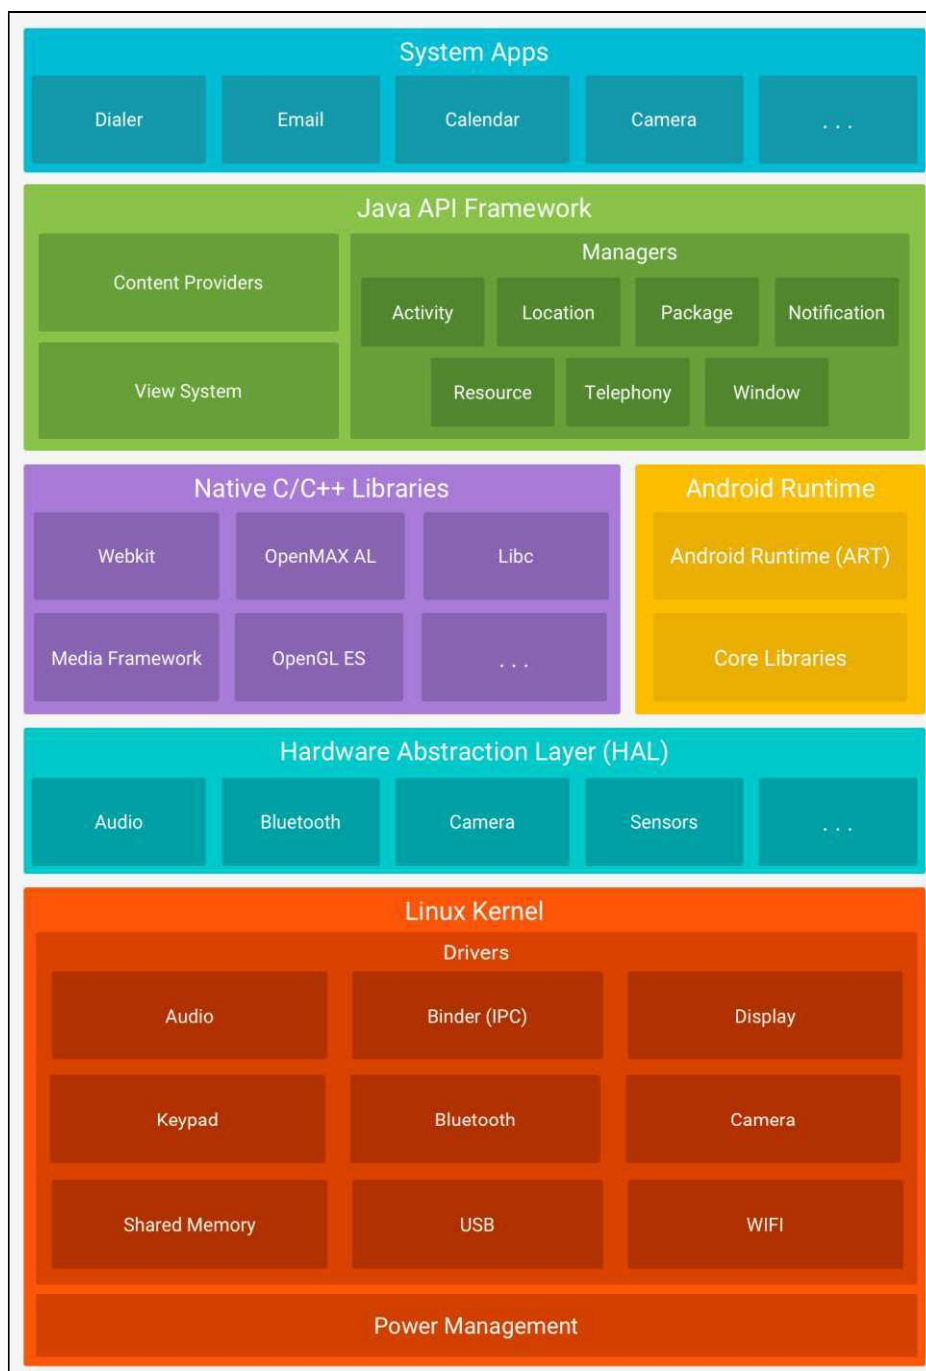 System Apps
Dialer
Email
Calendar
Camera
. . .
Java API Framework
Content Providers
View System
Managers
Activity
Location
Package
Notification
Resource
Telephony
Window
Native C/C++ Libraries
Webkit
OpenMAX AL
Libc
Media Framework
OpenGL ES
. . .
Android Runtime
Android Runtime (ART)
Core Libraries
Hardware Abstraction Layer (HAL)
Audio
Bluetooth
Camera
Sensors
. . .
Linux Kernel
Drivers
Audio
Binder (IPC)
Display
Keypad
Bluetooth
Camera
Shared Memory
USB
WIFI
Power Management